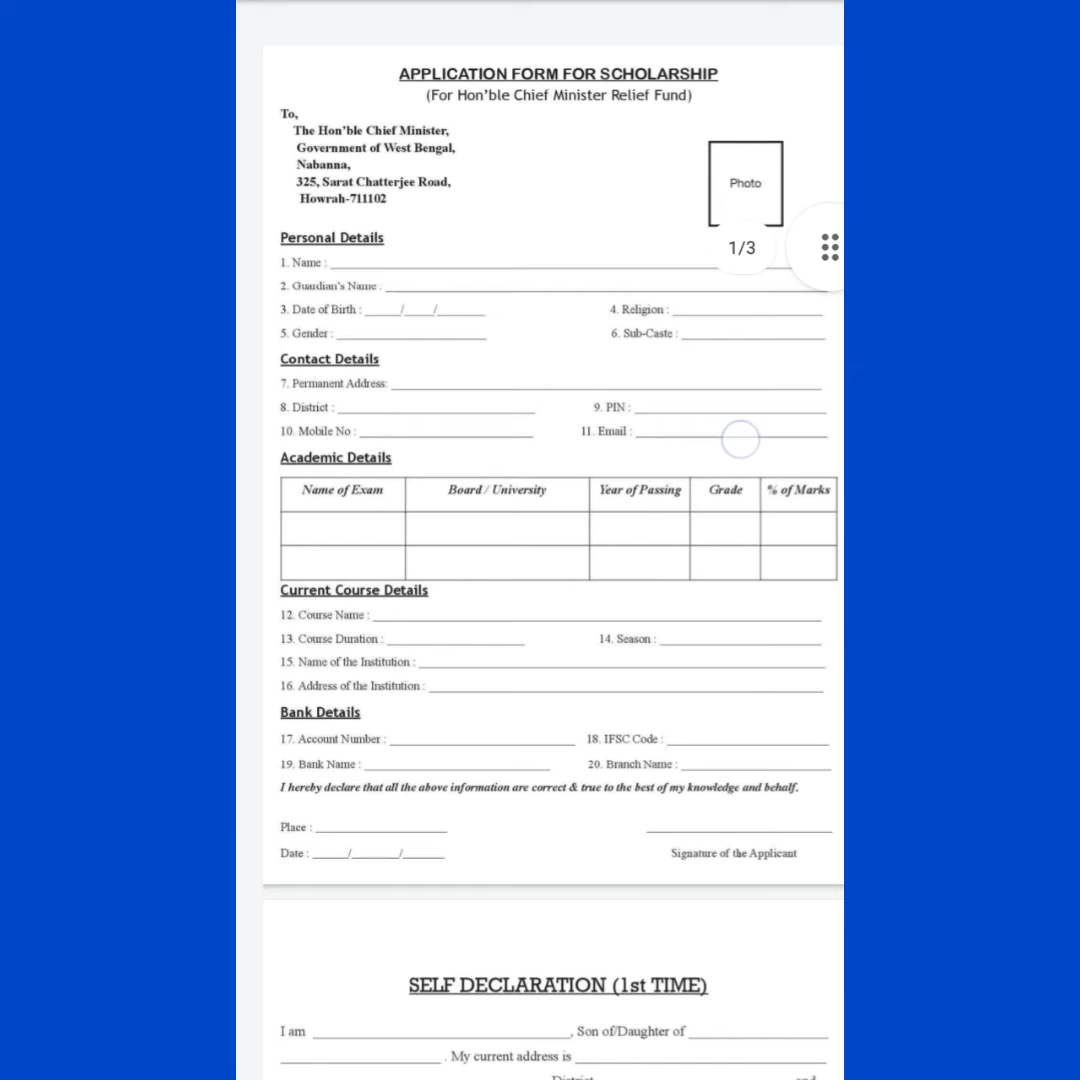 APPLICATION FORM FOR SCHOLARSHIP
(For Hon'ble Chief Minister Relief Fund)
To,
The Hon'ble Chief Minister,
Government of West Bengal,
Nabanna,
325, Sarat Chatterjee Road,
Howrah-711102
Photo
1/3
Personal Details
1. Name :
2. Guardian's Name :
3. Date of Birth : / / 4. Religion :
5. Gender : 6. Sub-Caste :
Contact Details
7. Permanent Address:
8. District : 9. PIN :
10. Mobile No : 11. Email :
Academic Details
Name of Exam Board / University Year of Passing Grade % of Marks
Current Course Details
12. Course Name :
13. Course Duration : 14. Season :
15. Name of the Institution :
16. Address of the Institution :
Bank Details
17. Account Number : 18. IFSC Code :
19. Bank Name : 20. Branch Name :
I hereby declare that all the above information are correct & true to the best of my knowledge and behalf.
Place :
Date : / / Signature of the Applicant
SELF DECLARATION (1st TIME)
I am , Son of/Daughter of
. My current address is
District and